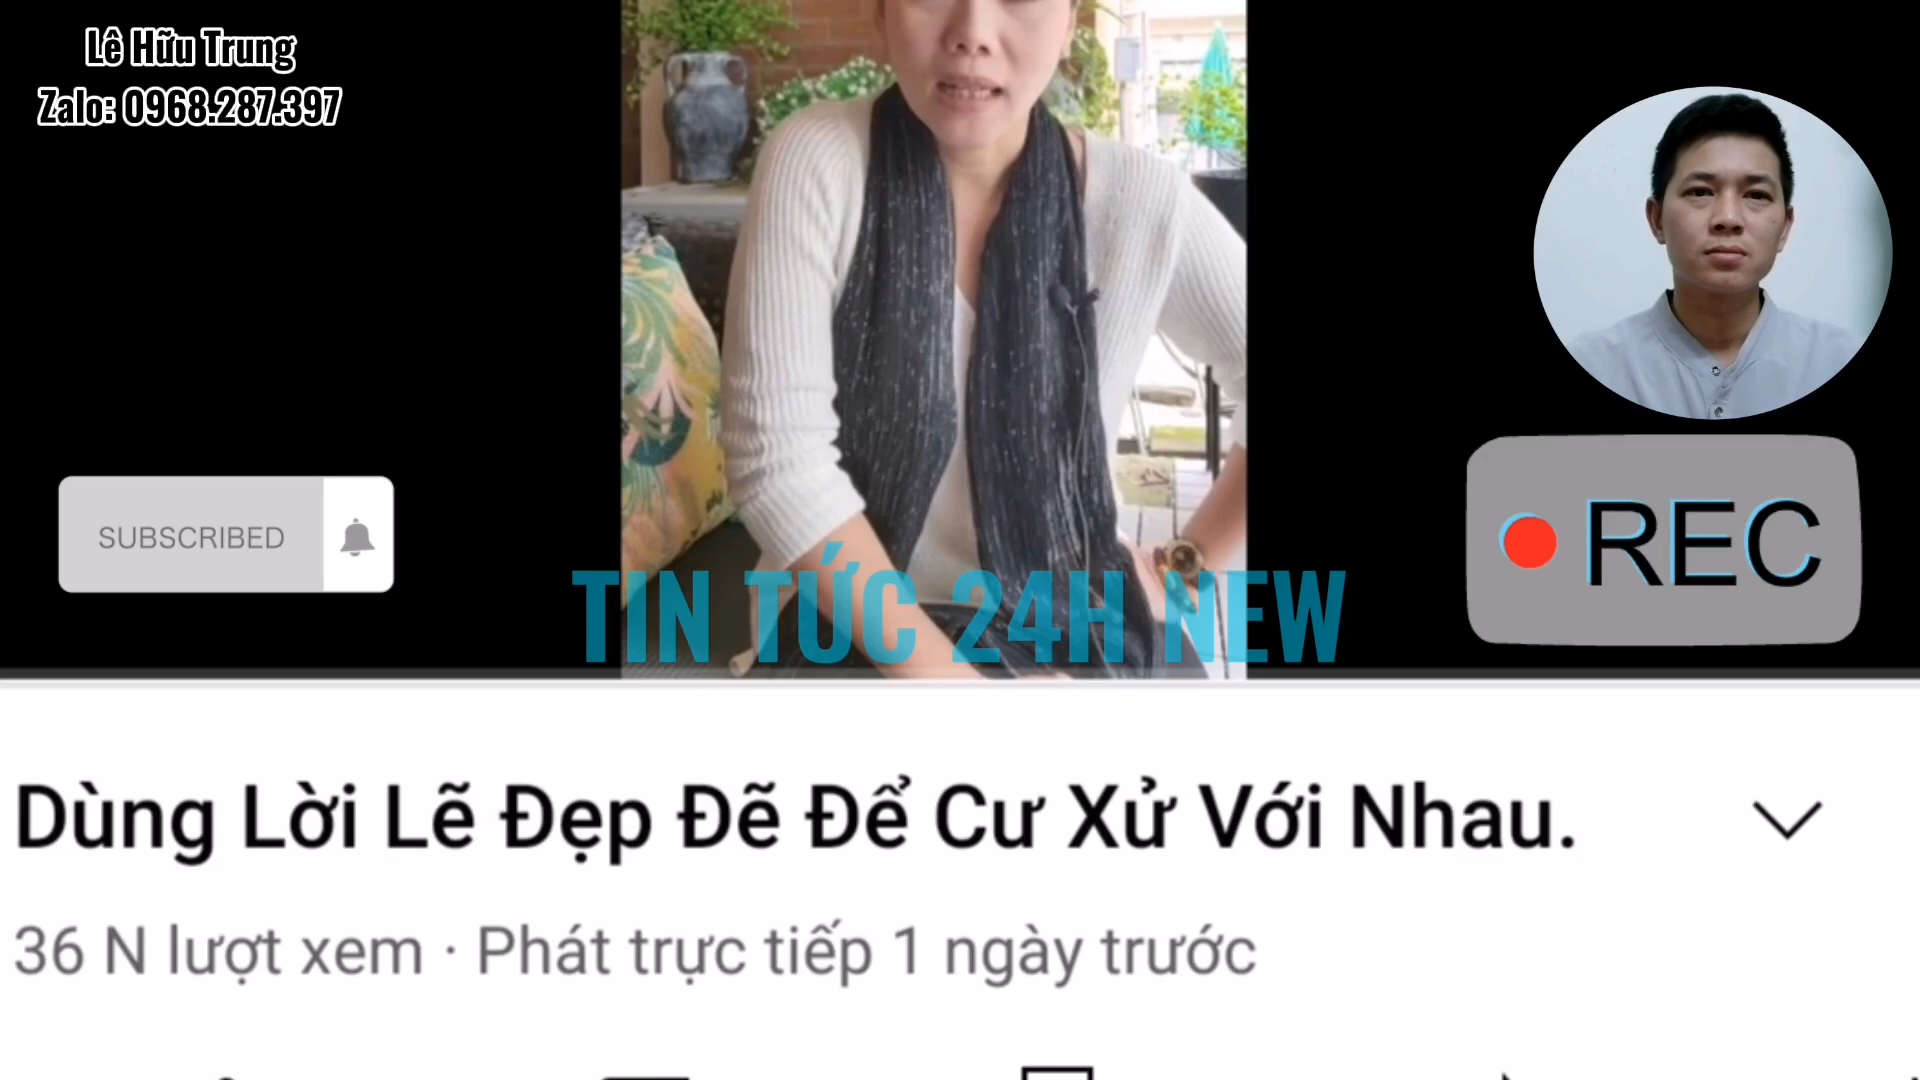 Lê Hữu Trung
Zalo: 0968.287.397
SUBSCRIBED
REC
TIN TỨC 24H NEW
Dùng Lời Lẽ Đẹp Đẽ Để Cư Xử Với Nhau.
36 N lượt xem · Phát trực tiếp 1 ngày trước